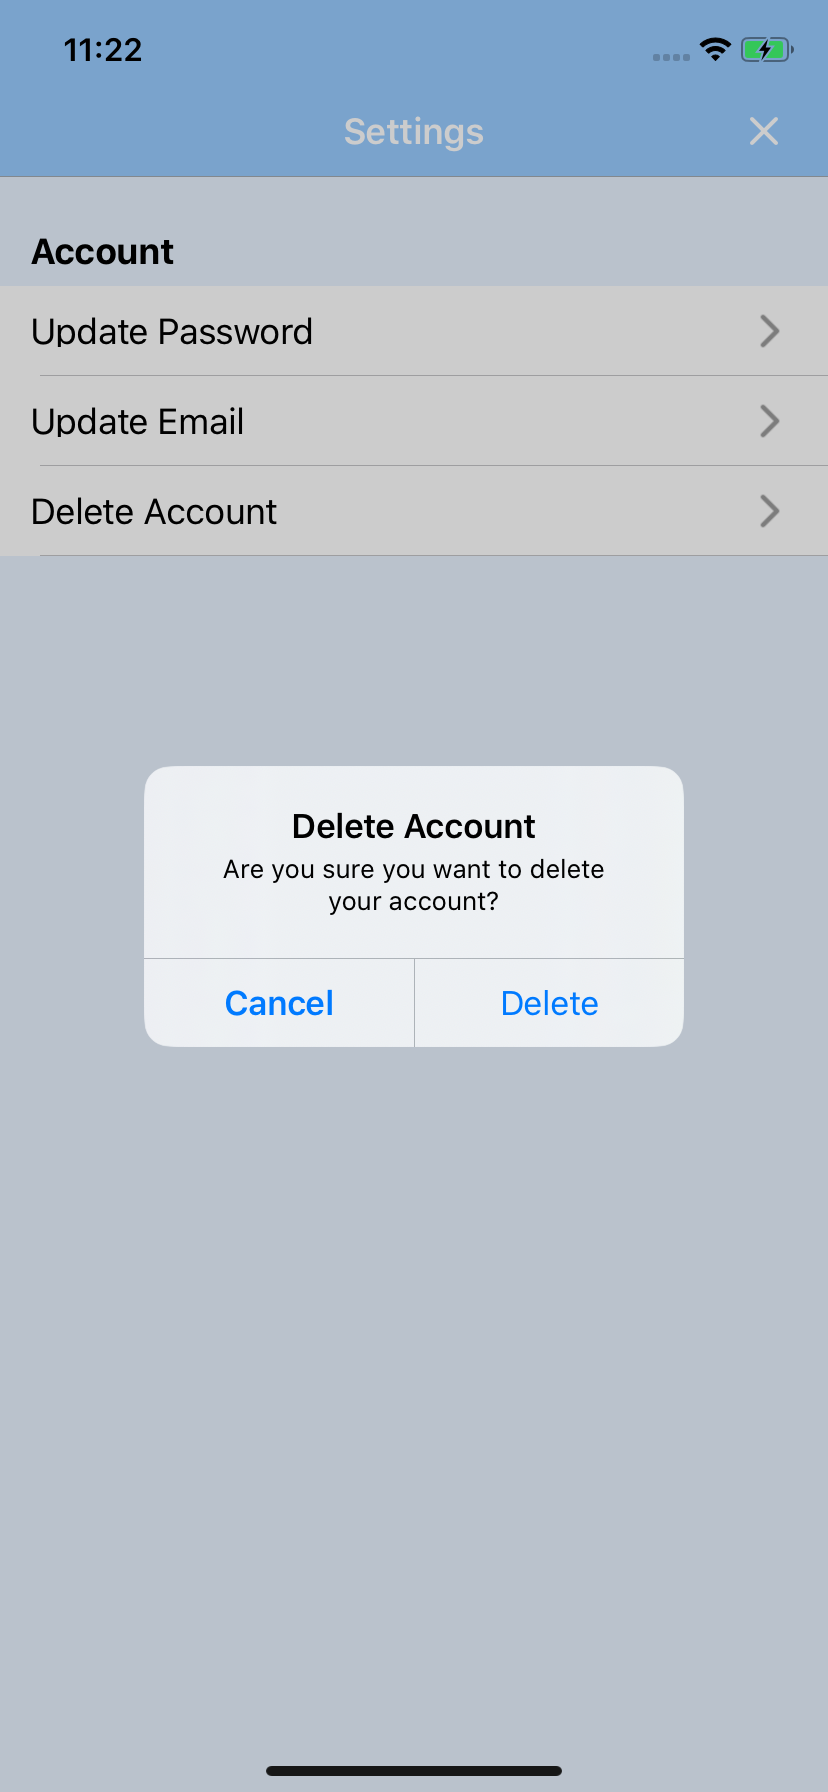 11:22
Settings
Account
Update Password
Update Email
Delete Account
Delete Account
Are you sure you want to delete
your account?
Cancel
Delete